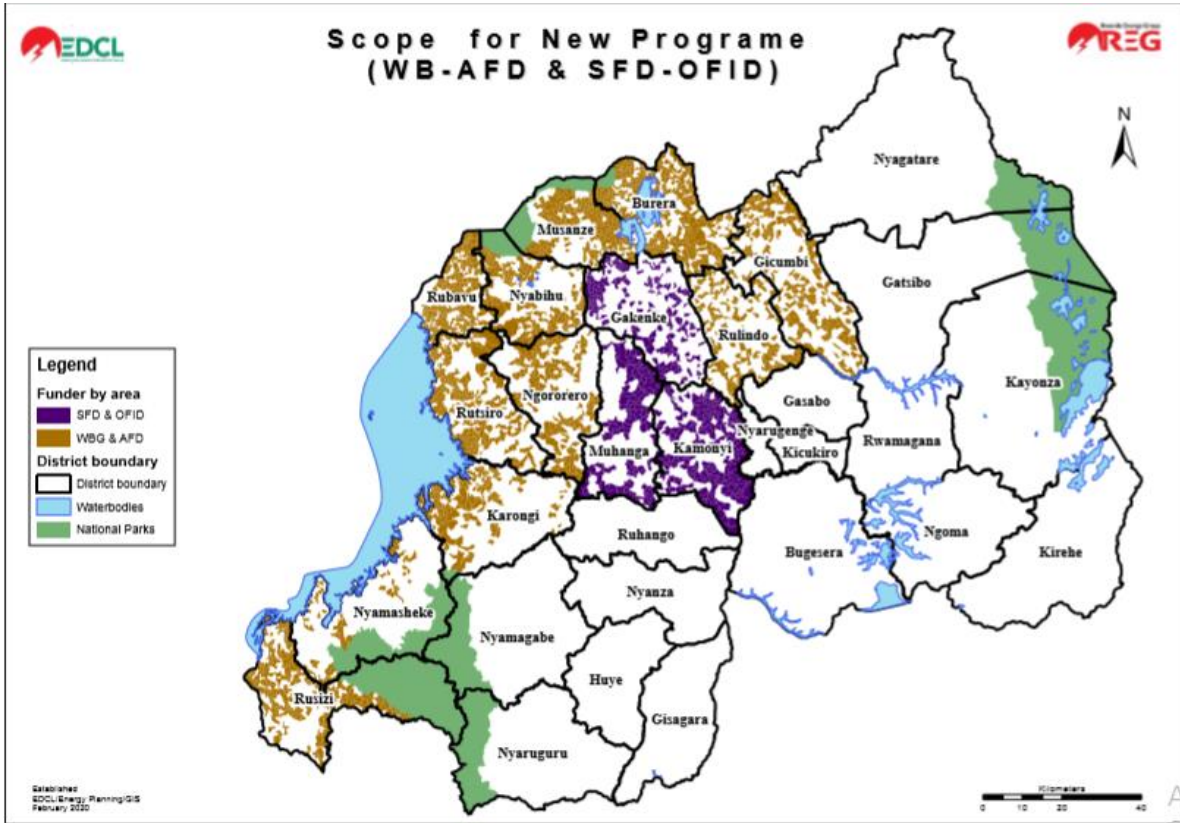 EDCL
Scope for New Programe
(WB-AFD & SFD-OFID)
REG
N
Nyagatare
Burera
Musanze
Gicumbi
Gatsibo
Rubavu
Nyabihu
Gakenke
Rulindo
Kayonza
Rutsiro
Ngororero
Gasabo
Nyarugenge
Rwamagana
Muhanga
Kamonyi
Kicukiro
Karongi
Ruhango
Bugesera
Ngoma
Kirehe
Nyamasheke
Nyanza
Nyamagabe
Huye
Rusizi
Gisagara
Nyaruguru
Legend
Funder by area
SFD & OFID
WBG & AFD
District boundary
District boundary
Waterbodies
National Parks
Established
EDCL/Energy Planning/GIS
February 2020
Kilometers
0 10 20 40